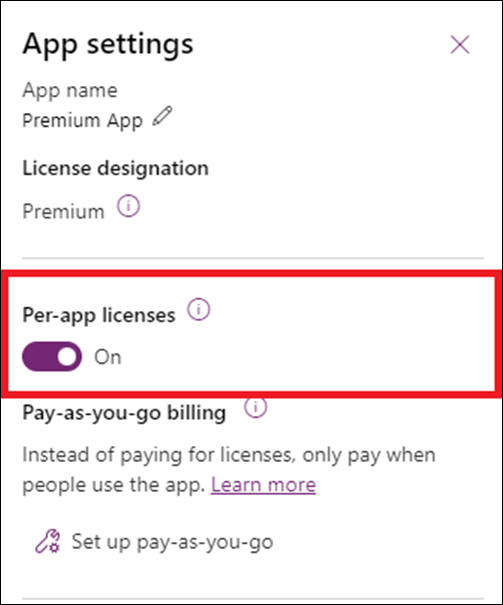 App settings
App name
Premium App
License designation
Premium
Per-app licenses
On
Pay-as-you-go billing
Instead of paying for licenses, only pay when
people use the app. Learn more
Set up pay-as-you-go